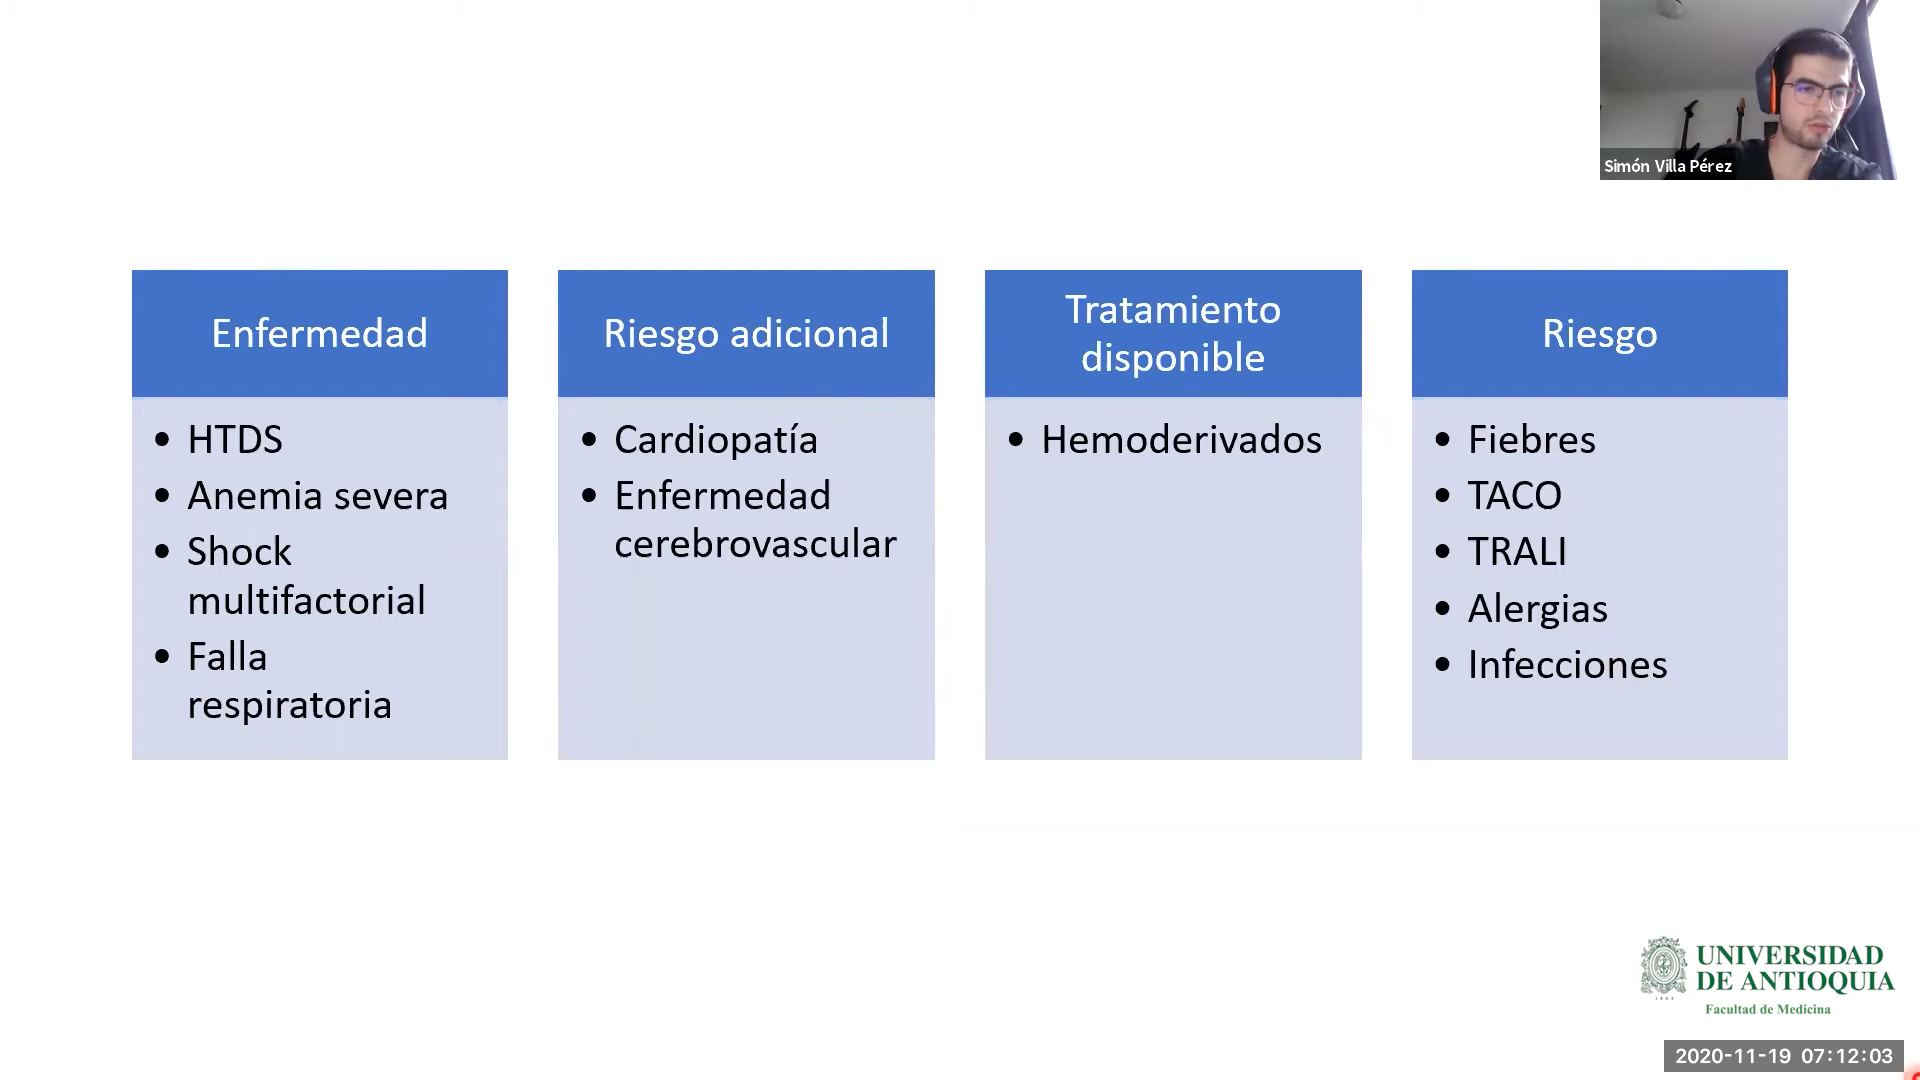 Simón Villa Pérez
Enfermedad
• HTDS
• Anemia severa
• Shock
multifactorial
• Falla
respiratoria
Riesgo adicional
• Cardiopatía
• Enfermedad
cerebrovascular
Tratamiento
disponible
• Hemoderivados
Riesgo
• Fiebres
• TACO
• TRALI
• Alergias
• Infecciones
UNIVERSIDAD
DE ANTIOQUIA
Facultad de Medicina
2020-11-19 07:12:03